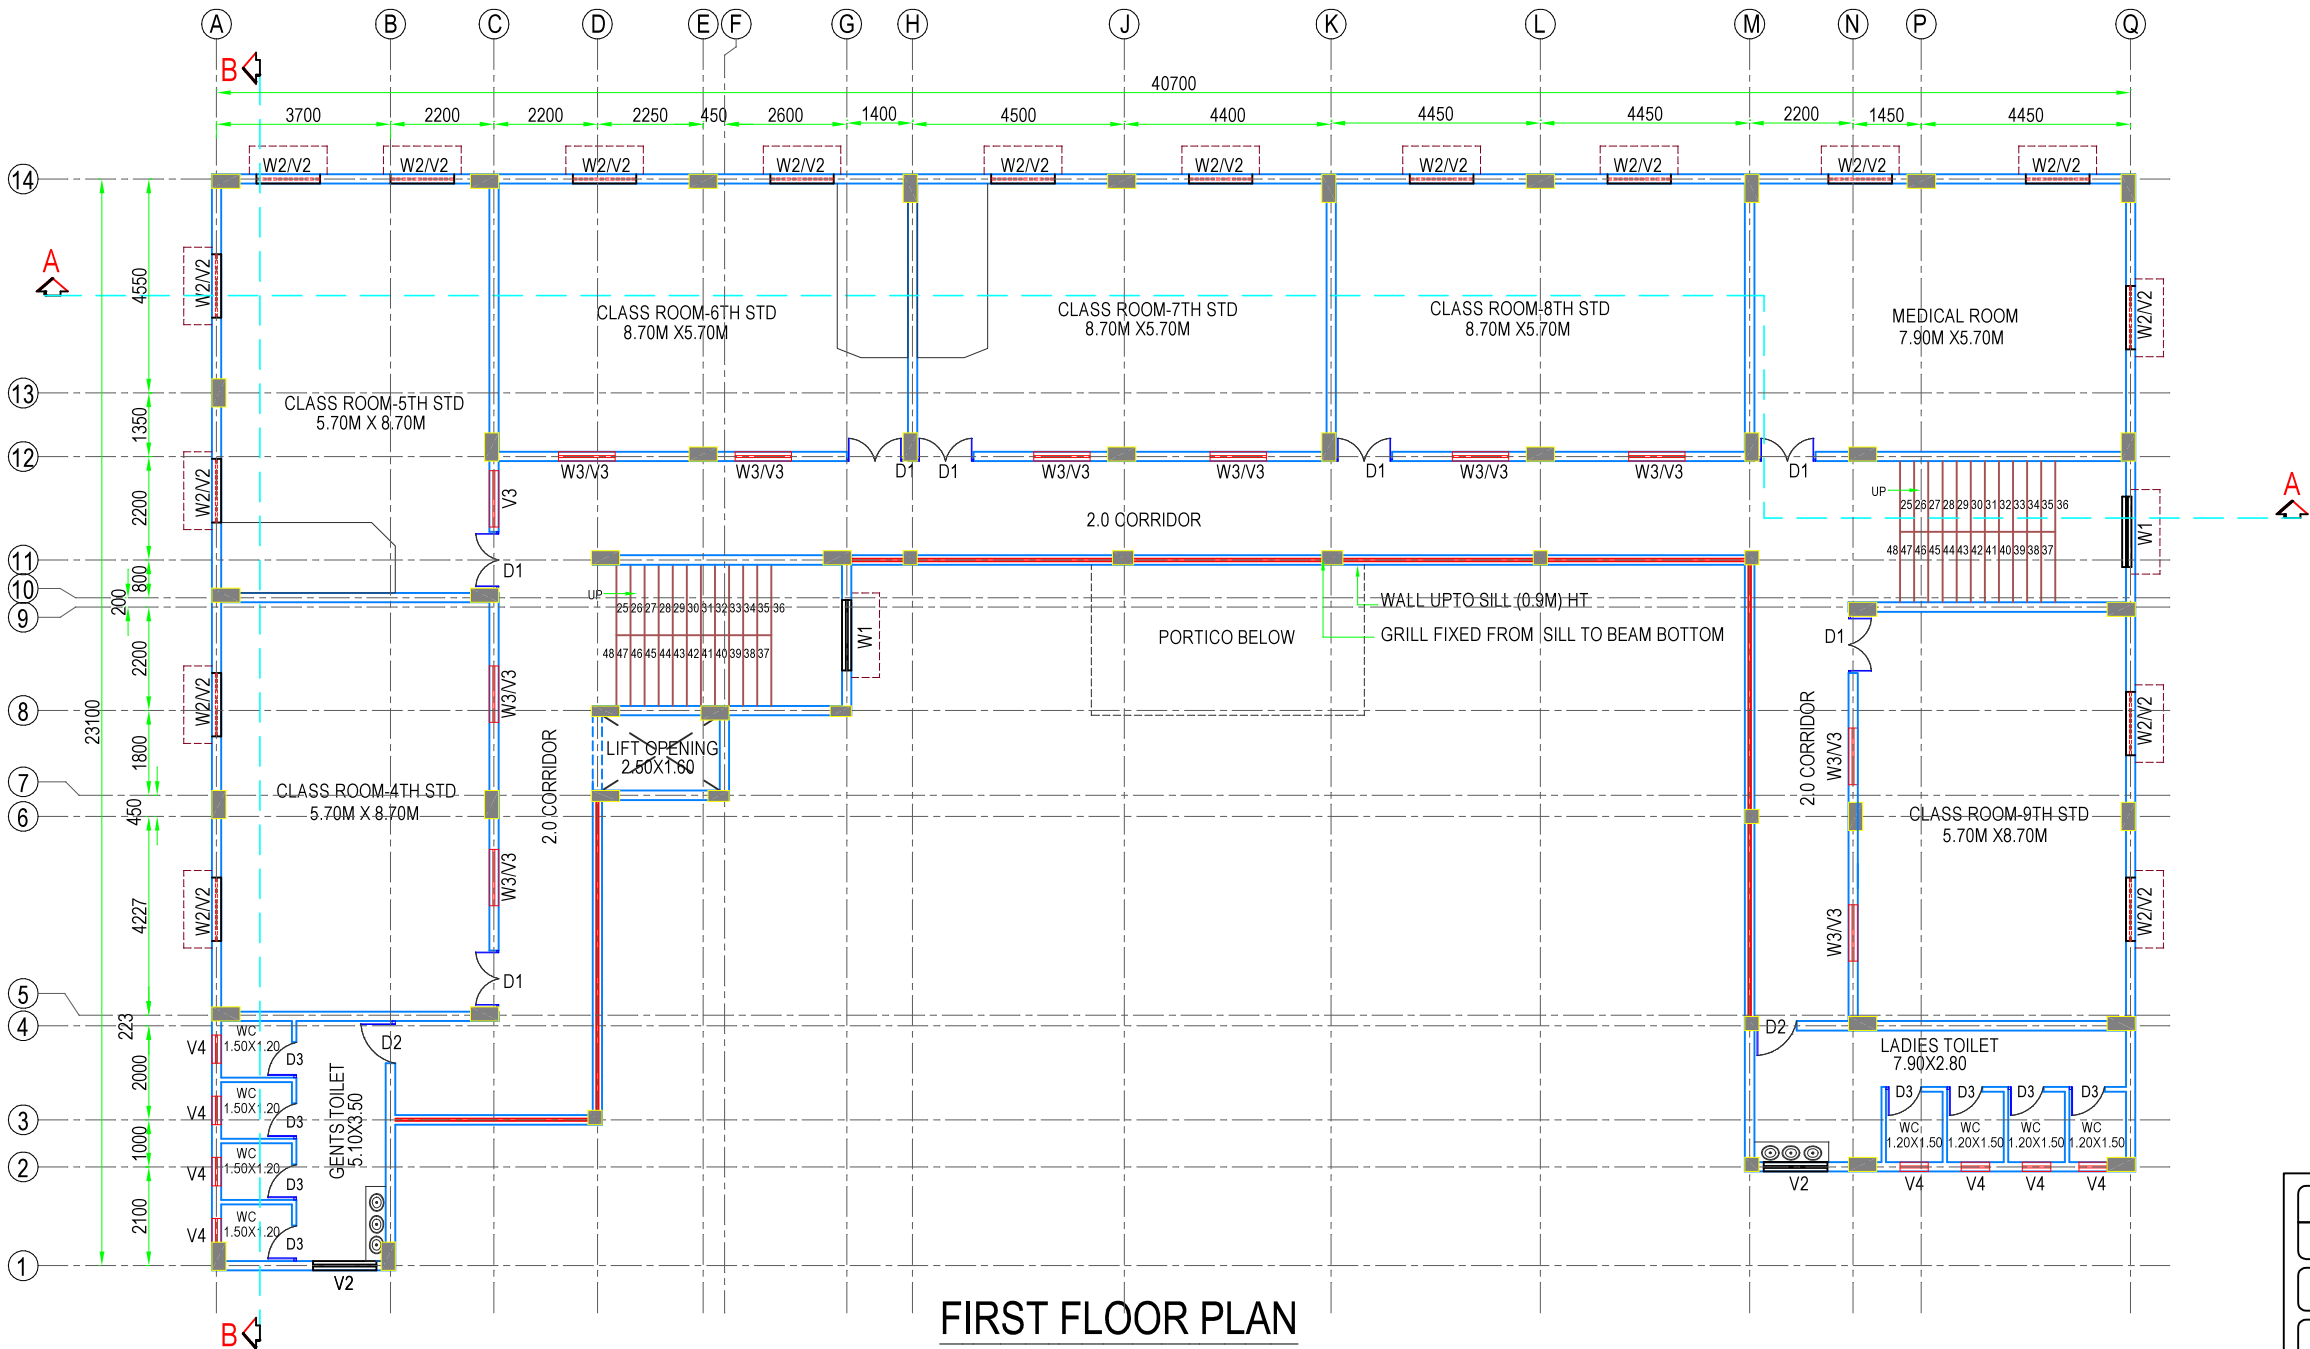 A B C D E F G H J K L M N P Q
B
40700
3700 2200 2200 2250 450 2600 1400 4500 4400 4450 4450 2200 1450 4450
W2/V2 W2/V2 W2/V2 W2/V2 W2/V2 W2/V2 W2/V2 W2/V2 W2/V2 W2/V2
14
A
4550
W2/V2
W2/V2
CLASS ROOM-6TH STD
8.70M X5.70M
CLASS ROOM-7TH STD
8.70M X5.70M
CLASS ROOM-8TH STD
8.70M X5.70M
MEDICAL ROOM
7.90M X5.70M
13
1350
CLASS ROOM-5TH STD
5.70M X 8.70M
12
W3/V3 W3/V3 D1 D1 W3/V3 W3/V3 D1 W3/V3 W3/V3 D1
W2/V2
V3
2200
2.0 CORRIDOR
UP
25 26 27 28 29 30 31 32 33 34 35 36
48 47 46 45 44 43 42 41 40 39 38 37
W1
A
11
D1
800
10
200
9
UP
25 26 27 28 29 30 31 32 33 34 35 36
48 47 46 45 44 43 42 41 40 39 38 37
W1
WALL UPTO SILL (0.9M) HT
GRILL FIXED FROM SILL TO BEAM BOTTOM
PORTICO BELOW
D1
2200
W2/V2
W3/V3
W2/V2
8
23100
1800
LIFT OPENING
2.50X1.60
2.0 CORRIDOR
2.0 CORRIDOR
W3/V3
7
450
6
CLASS ROOM-4TH STD
5.70M X 8.70M
CLASS ROOM-9TH STD
5.70M X8.70M
4227
W2/V2
W3/V3
W3/V3
W2/V2
D1
5
4
223
V4
WC
1.50X1.20
D3
D2
D2
LADIES TOILET
7.90X2.80
2000
V4
WC
1.50X1.20
D3
GENTS TOILET
5.10X3.50
D3 D3 D3 D3
WC WC WC WC
1.20X1.50 1.20X1.50 1.20X1.50 1.20X1.50
3
1000
2
V4
WC
1.50X1.20
D3
V2 V4 V4 V4 V4
2100
V4
WC
1.50X1.20
D3
1
V2
B
FIRST FLOOR PLAN